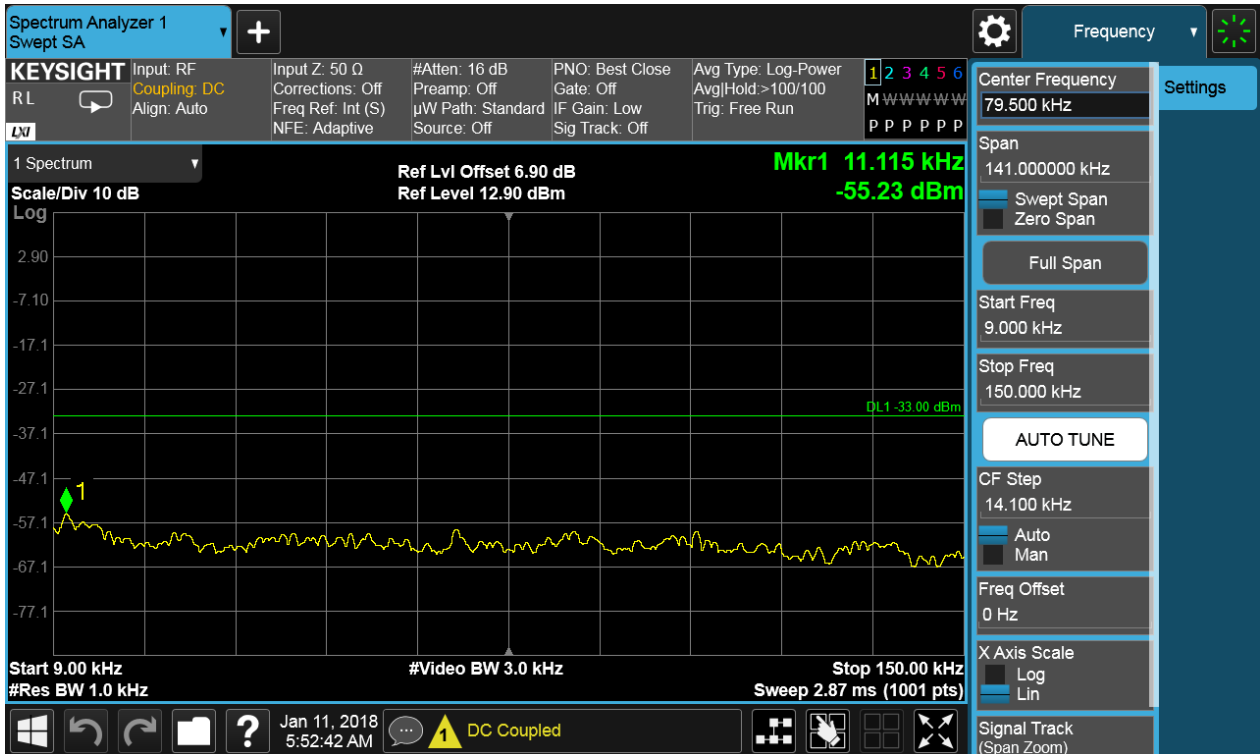 Spectrum Analyzer 1
Swept SA
+
Frequency
KEYSIGHT
RL
LXI
Input: RF
Coupling: DC
Align: Auto
Input Z: 50 Ω
Corrections: Off
Freq Ref: Int (S)
NFE: Adaptive
#Atten: 16 dB
Preamp: Off
µW Path: Standard
Source: Off
PNO: Best Close
Gate: Off
IF Gain: Low
Sig Track: Off
Avg Type: Log-Power
Avg|Hold:>100/100
Trig: Free Run
1 2 3 4 5 6
M W W W W W
P P P P P P
1 Spectrum
Scale/Div 10 dB
Log
Ref Lvl Offset 6.90 dB
Ref Level 12.90 dBm
Mkr1 11.115 kHz
-55.23 dBm
2.90
-7.10
-17.1
-27.1
DL1 -33.00 dBm
-37.1
-47.1
1
-57.1
-67.1
-77.1
Start 9.00 kHz
#Res BW 1.0 kHz
#Video BW 3.0 kHz
Stop 150.00 kHz
Sweep 2.87 ms (1001 pts)
Center Frequency
79.500 kHz
Span
141.000000 kHz
Swept Span
Zero Span
Full Span
Start Freq
9.000 kHz
Stop Freq
150.000 kHz
AUTO TUNE
CF Step
14.100 kHz
Auto
Man
Freq Offset
0 Hz
X Axis Scale
Log
Lin
Signal Track
(Span Zoom)
Settings
?
Jan 11, 2018
5:52:42 AM
1
DC Coupled